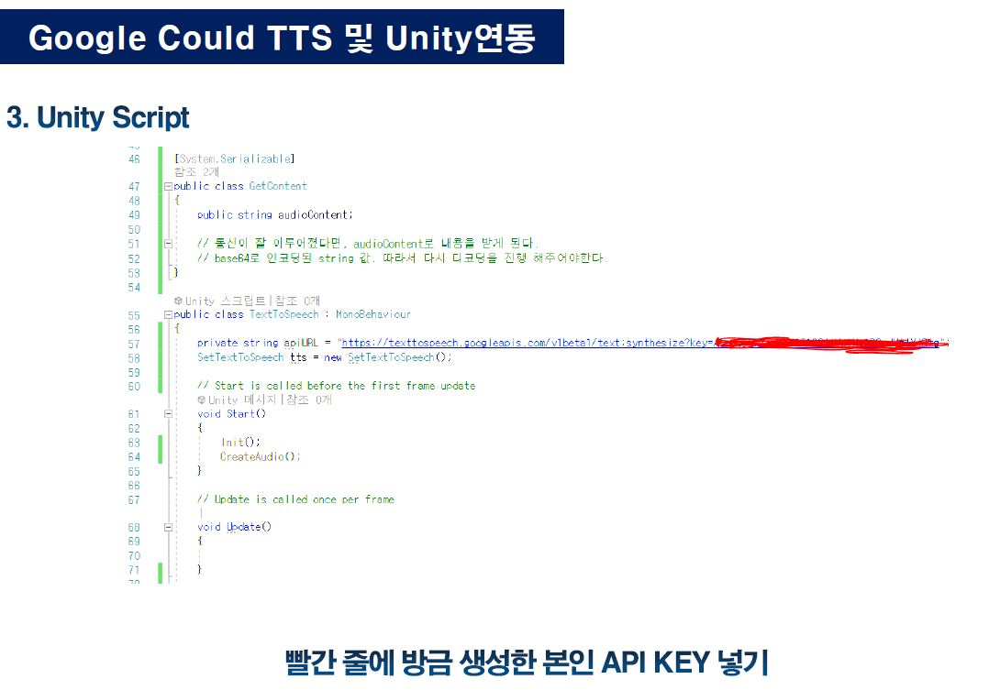 Google Could TTS 및 Unity연동
3. Unity Script
46 [System.Serializable]
참조 2개
47 public class GetContent
48 {
49 public string audioContent;
50
51 // 통신이 잘 이루어졌다면, audioContent로 내용을 받게 된다.
52 // base64로 인코딩된 string 값. 따라서 다시 디코딩을 진행 해주어야한다.
53 }
54
Unity 스크립트|참조 0개
55 public class TextToSpeech : MonoBehaviour
56 {
57 private string apiURL = "https://texttospeech.googleapis.com/v1beta1/text:synthesize?key=
58 SetTextToSpeech tts = new SetTextToSpeech();
59
60 // Start is called before the first frame update
Unity 메시지|참조 0개
61 void Start()
62 {
63 Init();
64 CreateAudio();
65 }
66
67 // Update is called once per frame
68 void Update()
69 {
70
71 }
빨간 줄에 방금 생성한 본인 API KEY 넣기